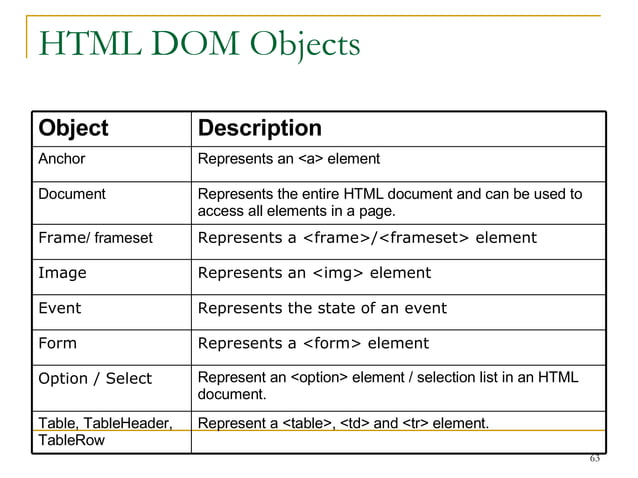 HTML DOM Objects
Object Description
Anchor Represents an <a> element
Document Represents the entire HTML document and can be used to
access all elements in a page.
Frame/ frameset Represents a <frame>/<frameset> element
Image Represents an <img> element
Event Represents the state of an event
Form Represents a <form> element
Option / Select Represent an <option> element / selection list in an HTML
document.
Table, TableHeader, Represent a <table>, <td> and <tr> element.
TableRow
63